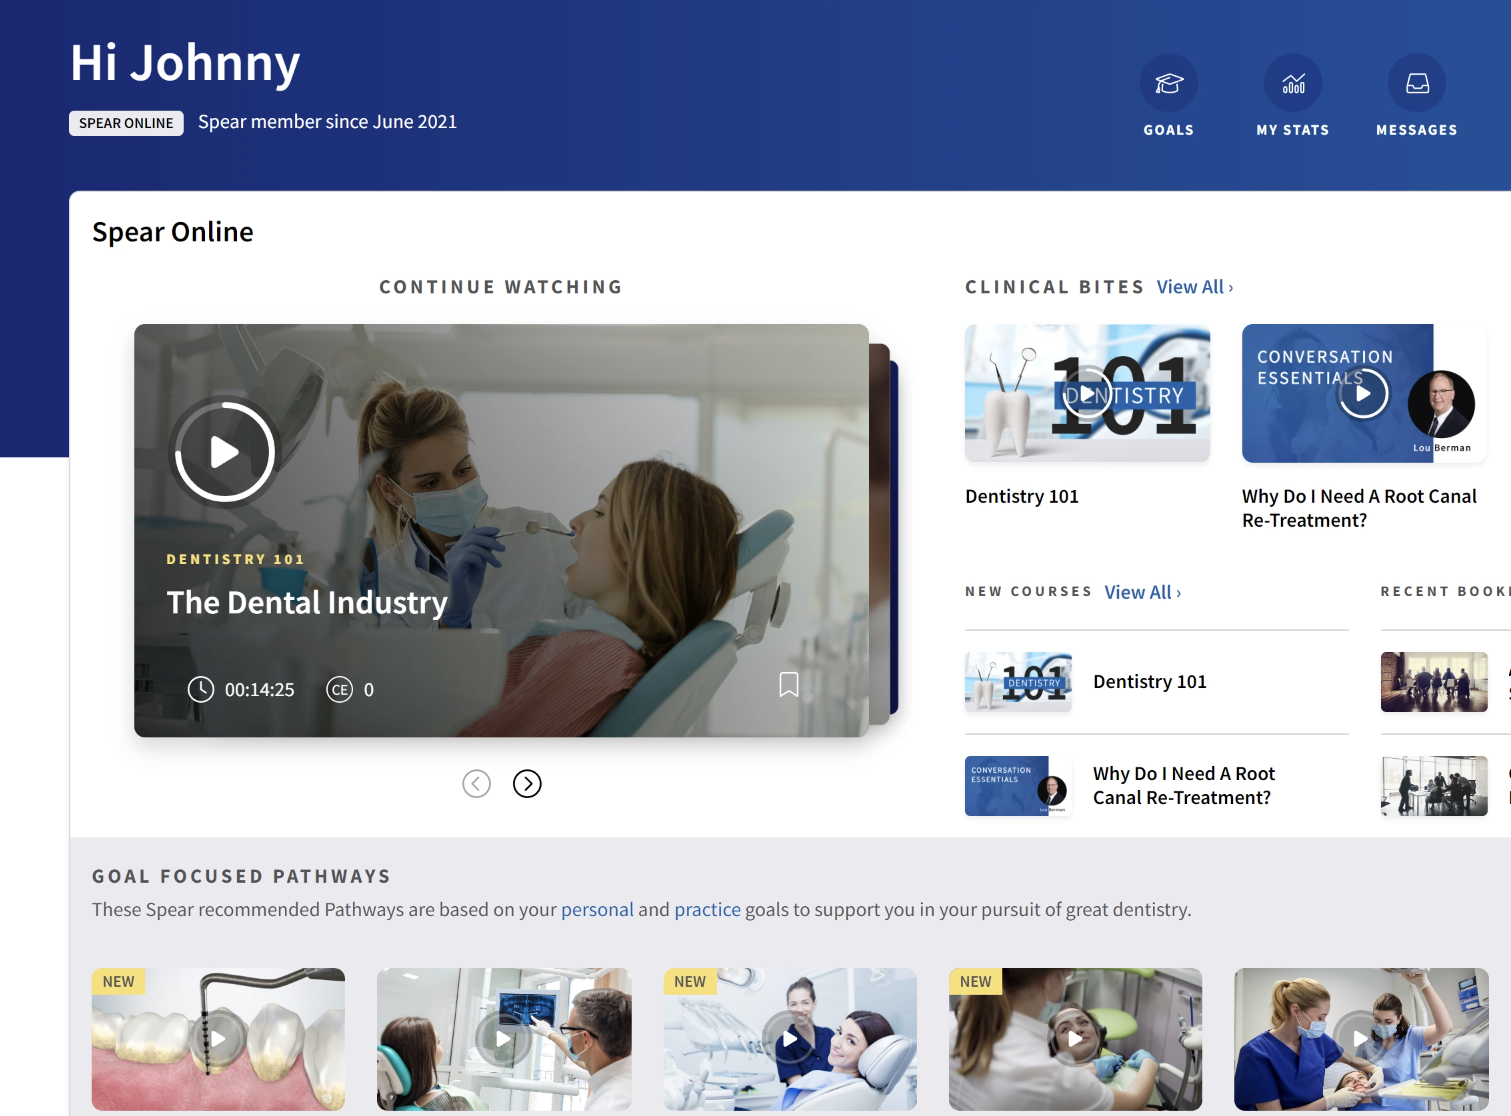 Hi Johnny
SPEAR ONLINE Spear member since June 2021
GOALS
MY STATS
MESSAGES
Spear Online
CONTINUE WATCHING
DENTISTRY 101
The Dental Industry
00:14:25 CE 0
CLINICAL BITES View All ›
101
DENTISTRY
Dentistry 101
CONVERSATION
ESSENTIALS
Lou Berman
Why Do I Need A Root Canal
Re-Treatment?
NEW COURSES View All ›
101
DENTISTRY
Dentistry 101
CONVERSATION
ESSENTIALS
Lou Berman
Why Do I Need A Root
Canal Re-Treatment?
RECENT
GOAL FOCUSED PATHWAYS
These Spear recommended Pathways are based on your personal and practice goals to support you in your pursuit of great dentistry.
NEW
NEW
NEW